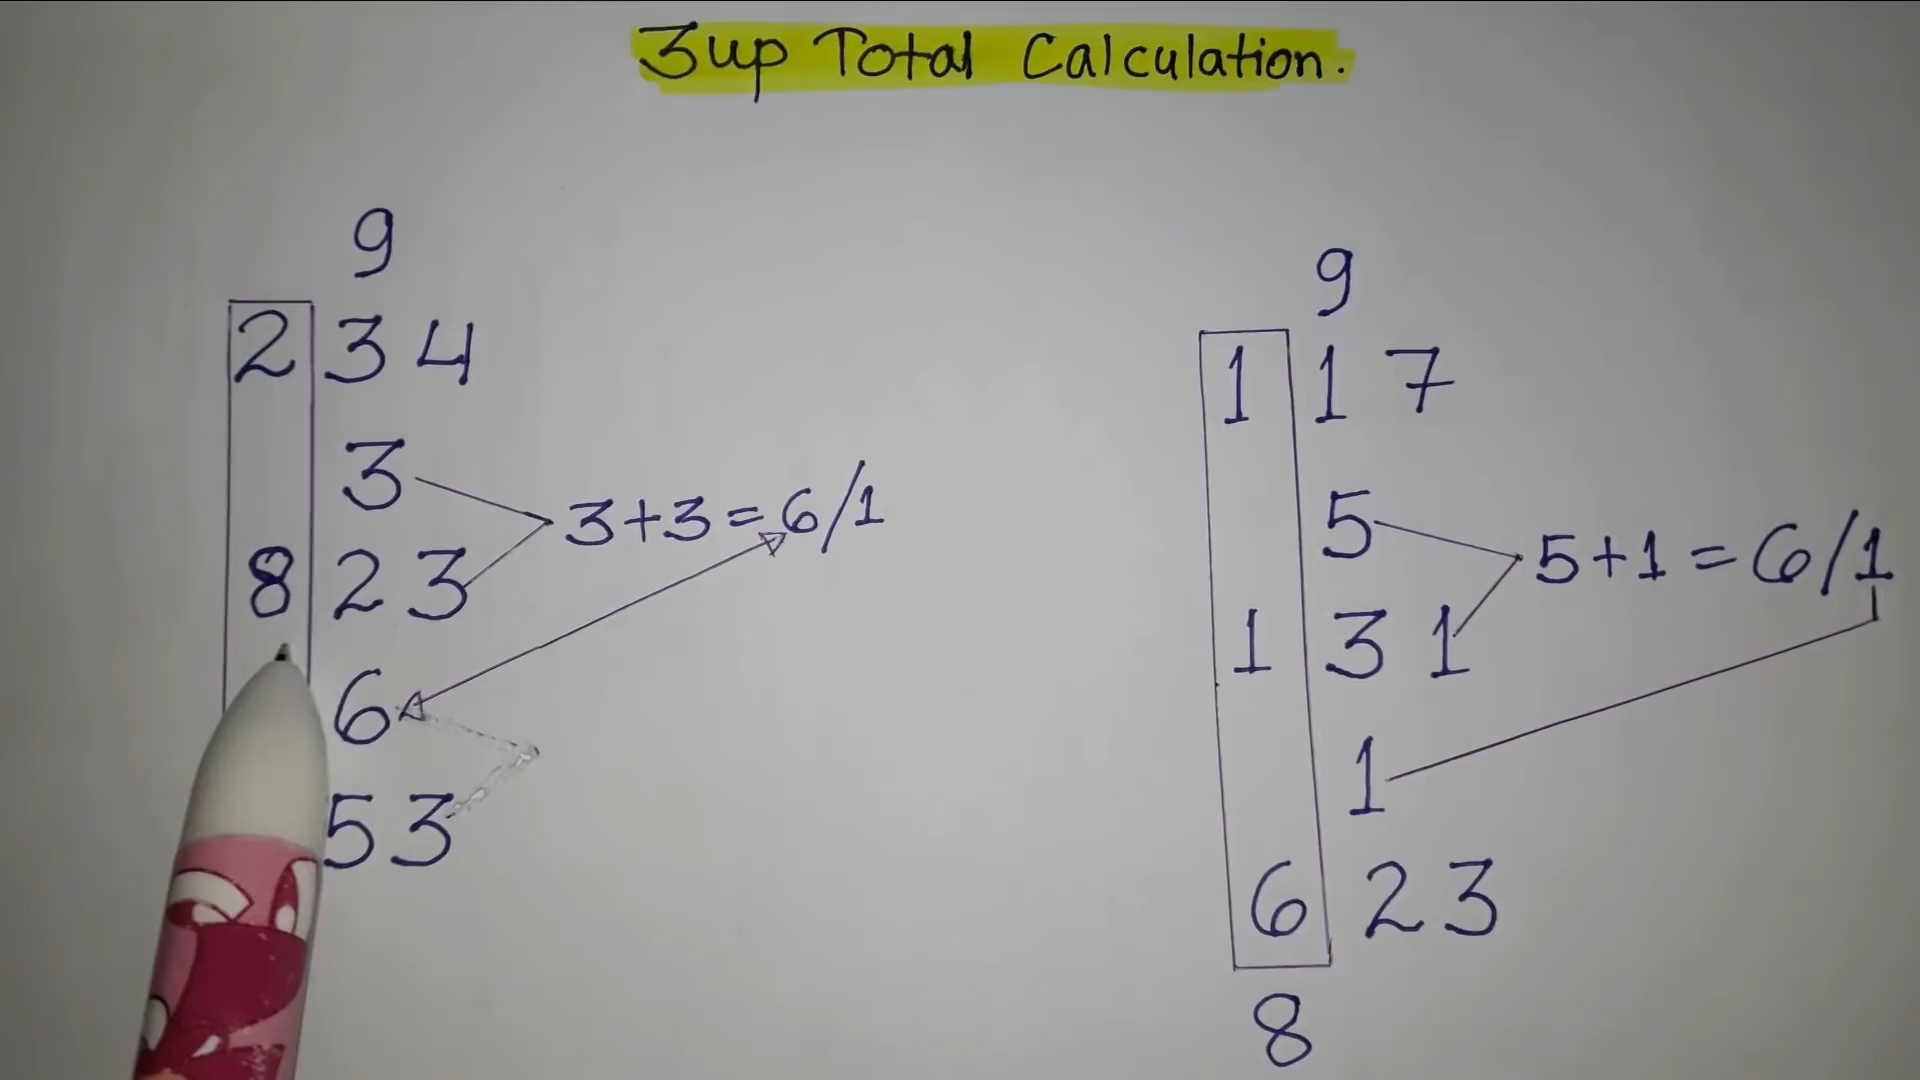 3up Total Calculation.
9
2 3 4
3
3+3=6/1
8 2 3
6
5 3
9
1 1 7
5
5+1=6/1
1 3 1
1
6 2 3
8